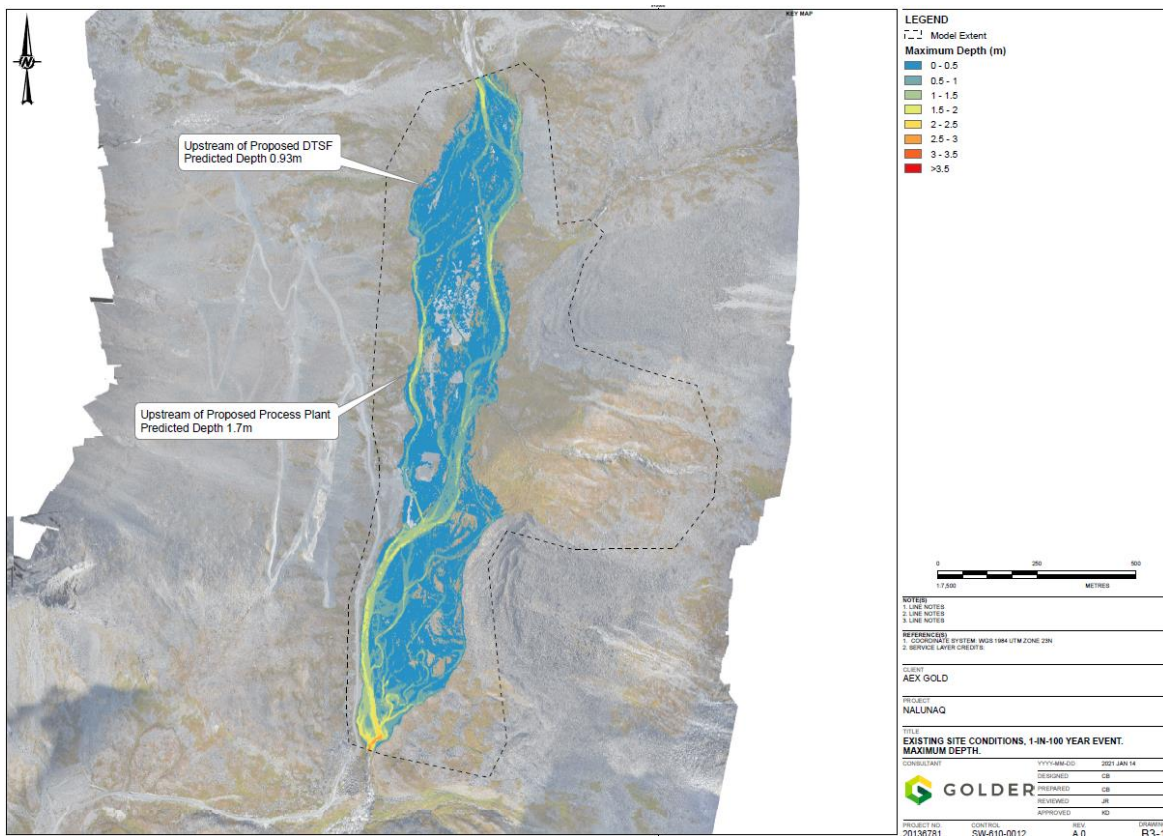 KEY MAP
N
Upstream of Proposed DTSF
Predicted Depth 0.93m
Upstream of Proposed Process Plant
Predicted Depth 1.7m
LEGEND
Model Extent
Maximum Depth (m)
0 - 0.5
0.5 - 1
1 - 1.5
1.5 - 2
2 - 2.5
2.5 - 3
3 - 3.5
>3.5
0 250 500
1:7,500 METRES
NOTE(S)
1. LINE NOTES
2. LINE NOTES
3. LINE NOTES
REFERENCE(S)
1. COORDINATE SYSTEM: WGS 1984 UTM ZONE 23N
2. SERVICE LAYER CREDITS:
CLIENT
AEX GOLD
PROJECT
NALUNAQ
TITLE
EXISTING SITE CONDITIONS, 1-IN-100 YEAR EVENT.
MAXIMUM DEPTH.
CONSULTANT
GOLDER
YYYY-MM-DD 2021 JAN 14
DESIGNED CB
PREPARED CB
REVIEWED JR
APPROVED KD
PROJECT NO. CONTROL REV. DRAWING
20136781 SW-610-0012 A.0